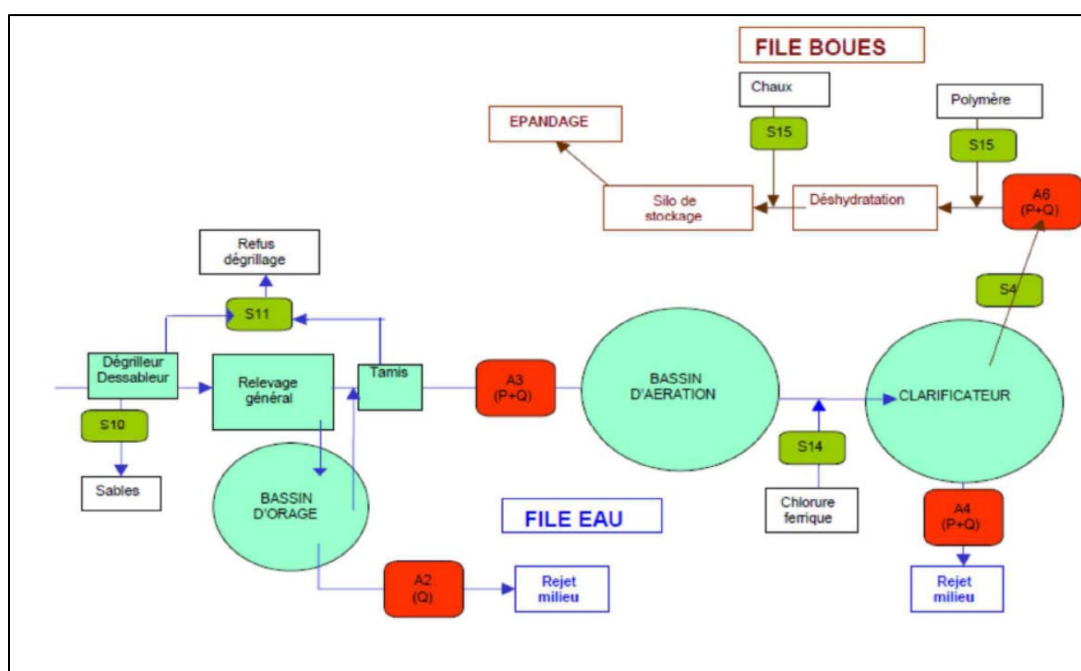 FILE BOUES
Chaux
Polymère
S15
S15
EPANDAGE
Silo de
stockage
Déshydratation
A6
(P+Q)
Refus
dégrillage
S11
S4
Dégrilleur
Dessableur
Relevage
général
Tamis
A3
(P+Q)
BASSIN
D'AERATION
CLARIFICATEUR
S10
S14
Sables
BASSIN
D'ORAGE
FILE EAU
Chlorure
ferrique
A4
(P+Q)
A2
(Q)
Rejet
milieu
Rejet
milieu